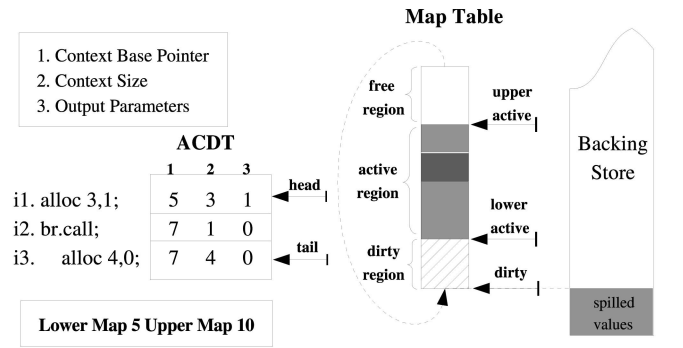 Map Table
1. Context Base Pointer
2. Context Size
3. Output Parameters
ACDT
1 2 3
i1. alloc 3,1; 5 3 1
i2. br.call; 7 1 0
i3. alloc 4,0; 7 4 0
head
tail
Lower Map 5 Upper Map 10
free
region
active
region
dirty
region
upper
active
lower
active
dirty
Backing
Store
spilled
values